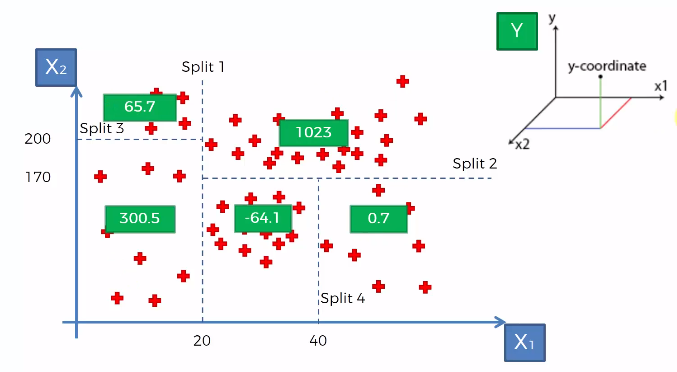 Y
y
y-coordinate
x1
x2
X₂
Split 1
65.7
1023
Split 3
200
Split 2
170
300.5
-64.1
0.7
Split 4
20
40
X₁